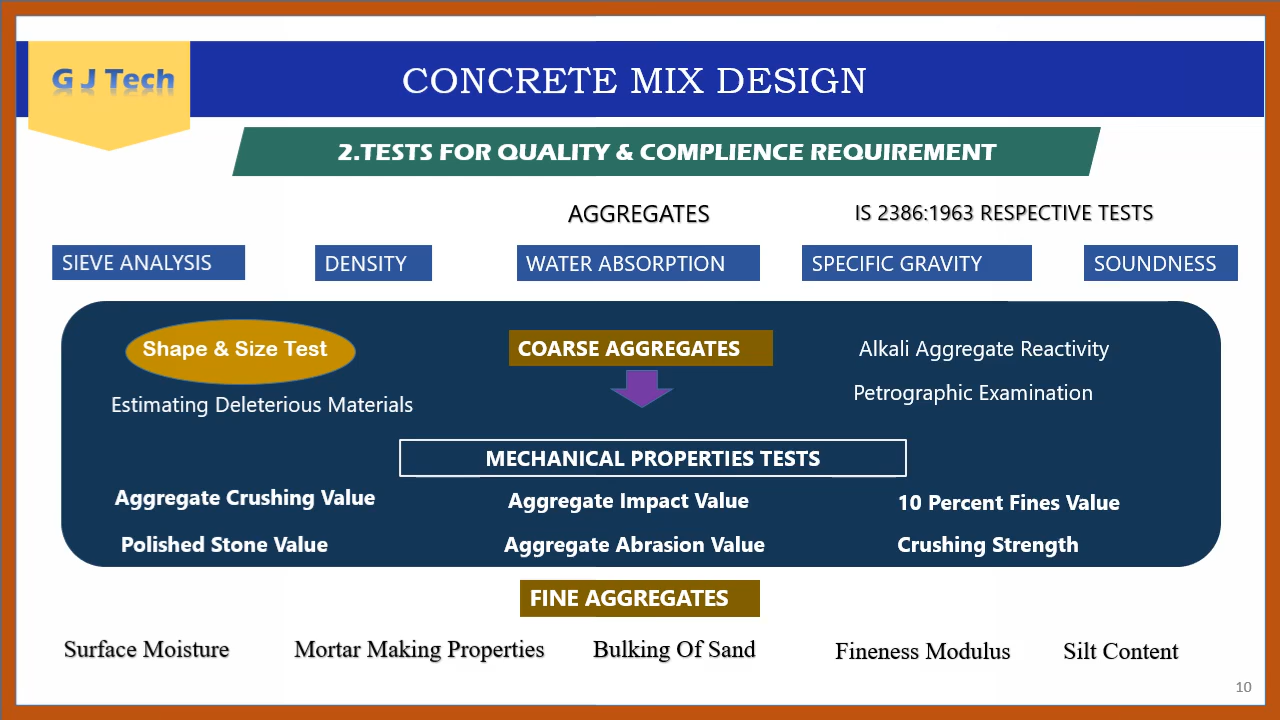 G J Tech
CONCRETE MIX DESIGN
2.TESTS FOR QUALITY & COMPLIENCE REQUIREMENT
AGGREGATES
IS 2386:1963 RESPECTIVE TESTS
SIEVE ANALYSIS
DENSITY
WATER ABSORPTION
SPECIFIC GRAVITY
SOUNDNESS
Shape & Size Test
COARSE AGGREGATES
Alkali Aggregate Reactivity
Estimating Deleterious Materials
Petrographic Examination
MECHANICAL PROPERTIES TESTS
Aggregate Crushing Value
Aggregate Impact Value
10 Percent Fines Value
Polished Stone Value
Aggregate Abrasion Value
Crushing Strength
FINE AGGREGATES
Surface Moisture
Mortar Making Properties
Bulking Of Sand
Fineness Modulus
Silt Content
10